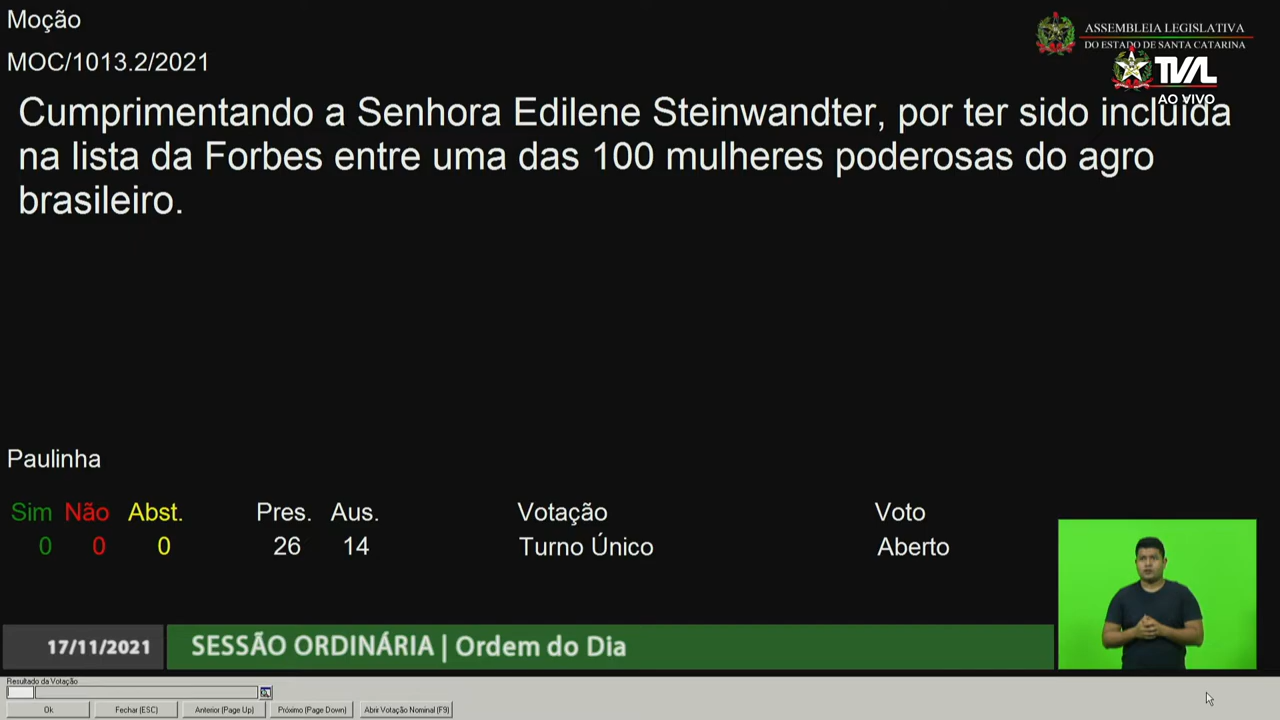 Moção
MOC/1013.2/2021
ASSEMBLEIA LEGISLATIVA
DO ESTADO DE SANTA CATARINA
TVAL
AO VIVO
Cumprimentando a Senhora Edilene Steinwandter, por ter sido incluída
na lista da Forbes entre uma das 100 mulheres poderosas do agro
brasileiro.
Paulinha
Sim Não Abst. Pres. Aus. Votação Voto
0 0 0 26 14 Turno Único Aberto
17/11/2021 SESSÃO ORDINÁRIA | Ordem do Dia
Resultado da Votação
Ok Fechar (ESC) Anterior (Page Up) Próximo (Page Down) Abrir Votação Nominal (F9)